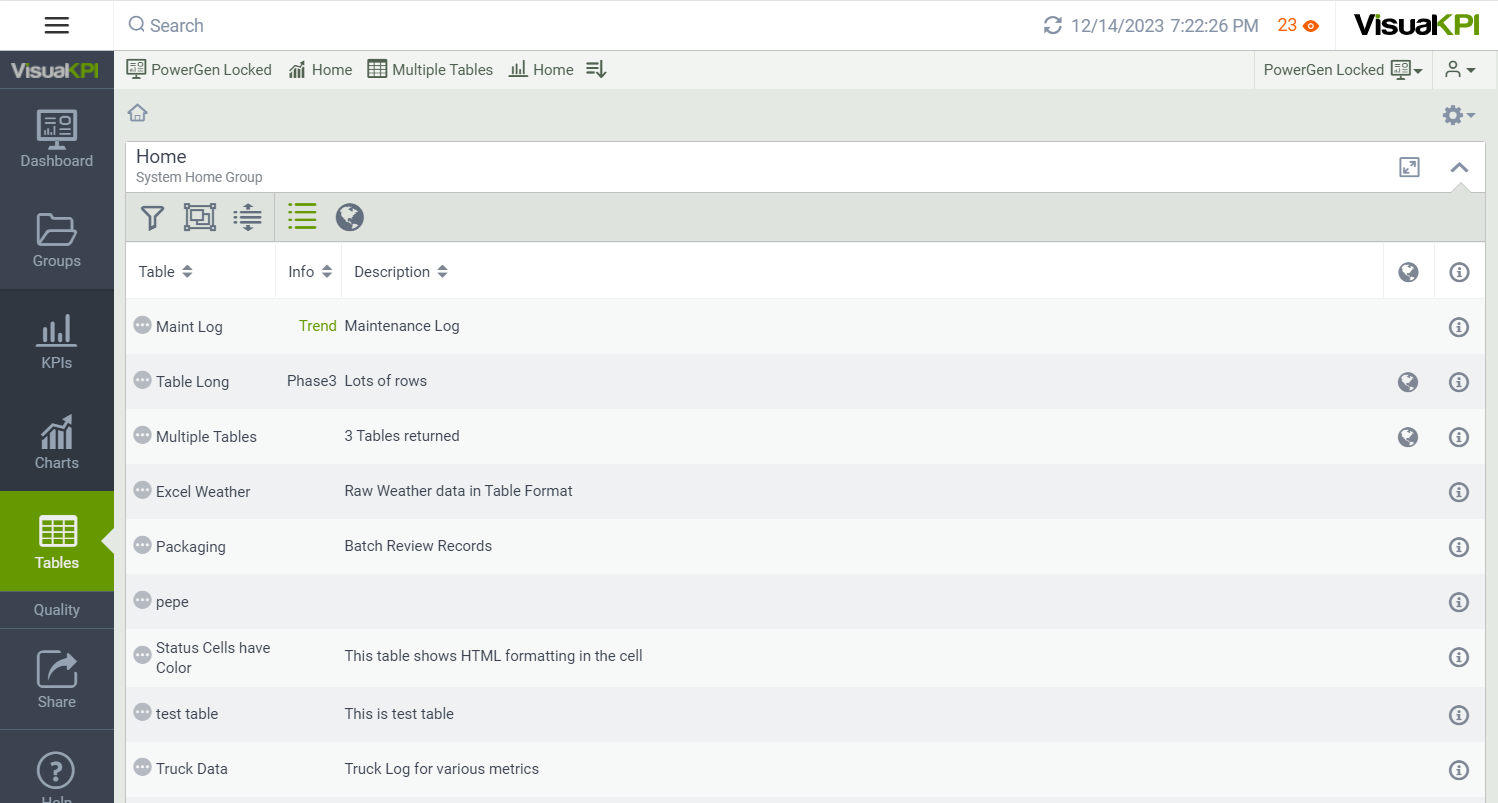 Search
12/14/2023 7:22:26 PM 23 VisualKPI
VisualKPI PowerGen Locked Home Multiple Tables Home PowerGen Locked
Dashboard
Groups
KPIs
Charts
Tables
Quality
Share
Help
Home
System Home Group
Table Info Description
Maint Log Trend Maintenance Log
Table Long Phase3 Lots of rows
Multiple Tables 3 Tables returned
Excel Weather Raw Weather data in Table Format
Packaging Batch Review Records
pepe
Status Cells have
Color
This table shows HTML formatting in the cell
test table This is test table
Truck Data Truck Log for various metrics